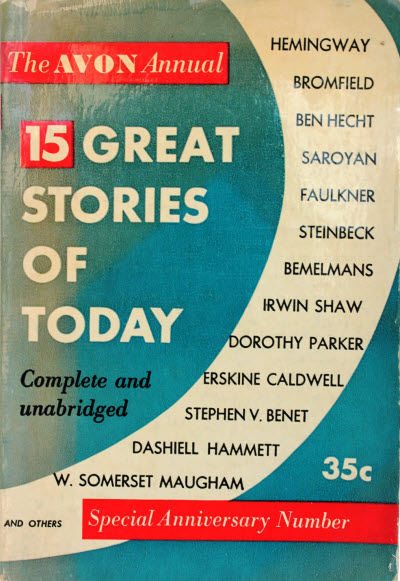 The AVON Annual
15 GREAT
STORIES
OF
TODAY
Complete and
unabridged
HEMINGWAY
BROMFIELD
BEN HECHT
SAROYAN
FAULKNER
STEINBECK
BEMELMANS
IRWIN SHAW
DOROTHY PARKER
ERSKINE CALDWELL
STEPHEN V. BENET
DASHIELL HAMMETT
W. SOMERSET MAUGHAM
35c
AND OTHERS
Special Anniversary Number